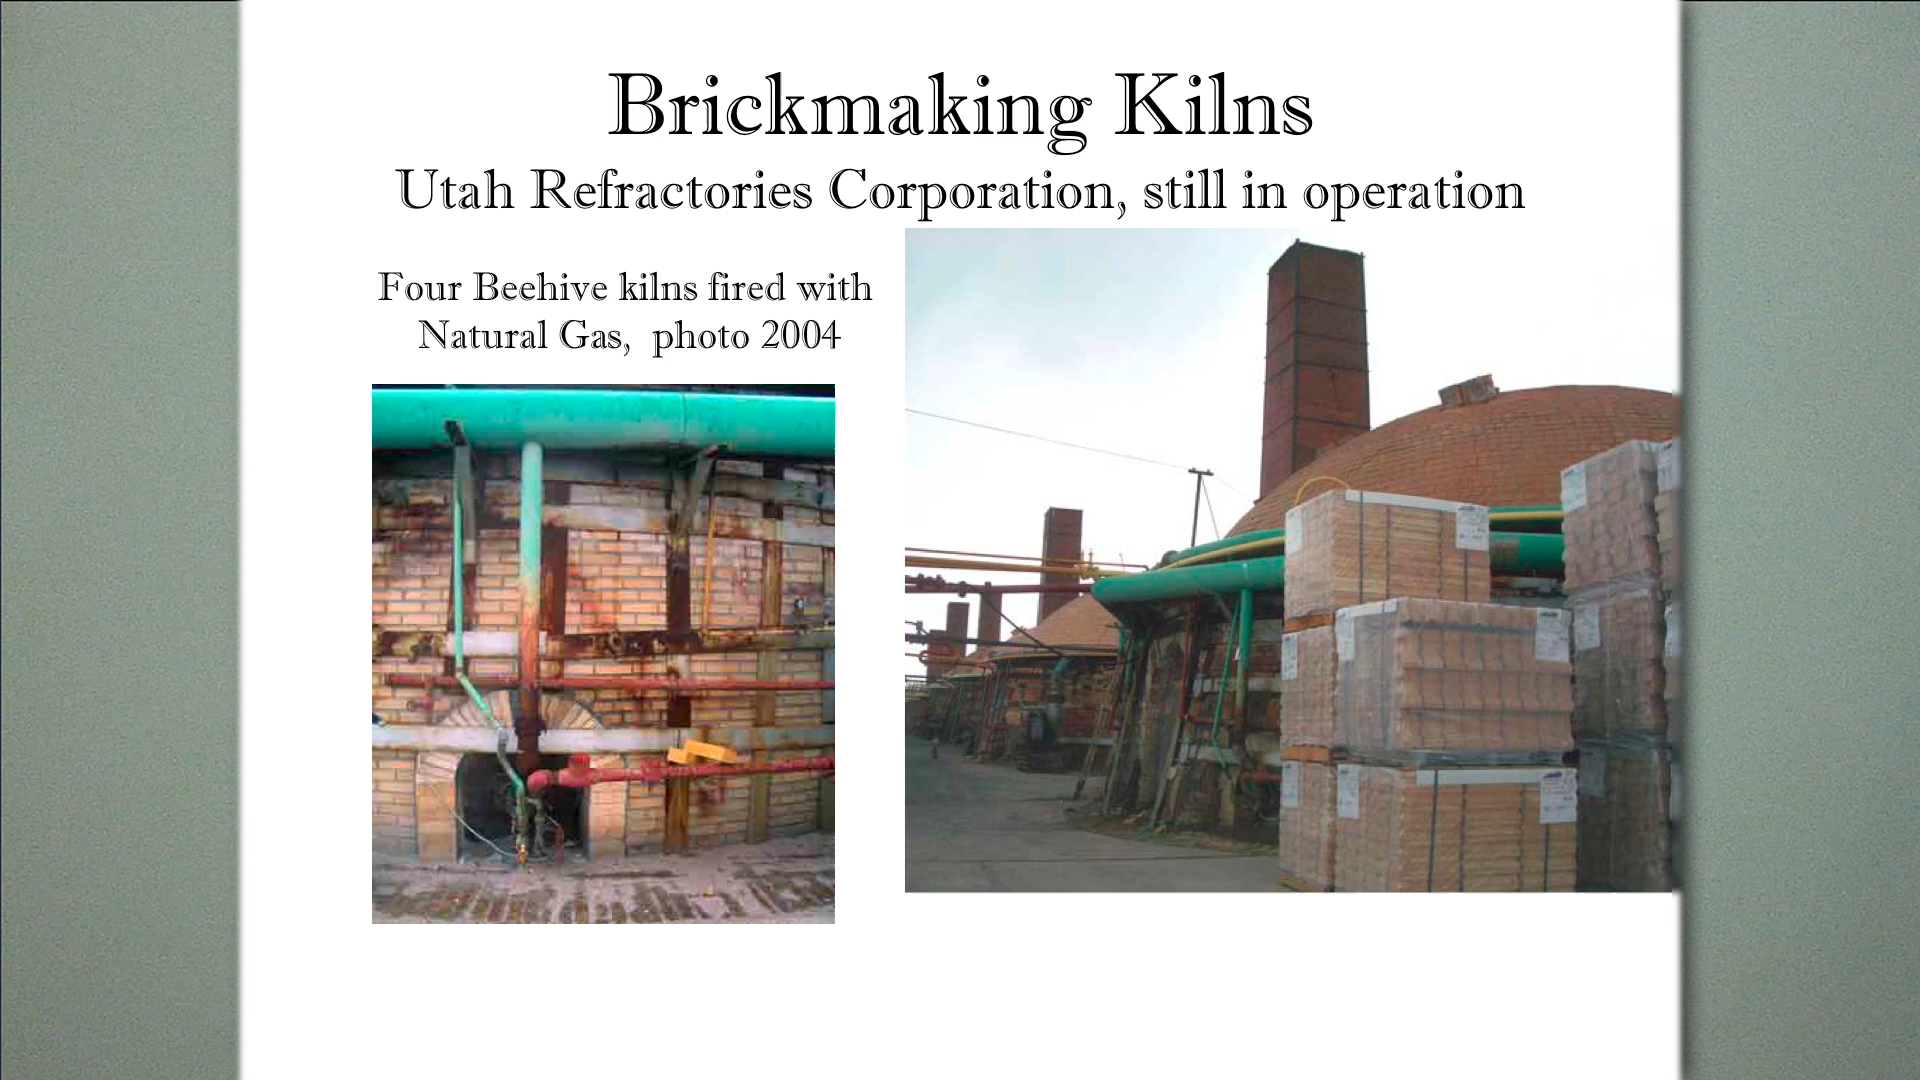 Brickmaking Kilns
Utah Refractories Corporation, still in operation
Four Beehive kilns fired with
Natural Gas,  photo 2004